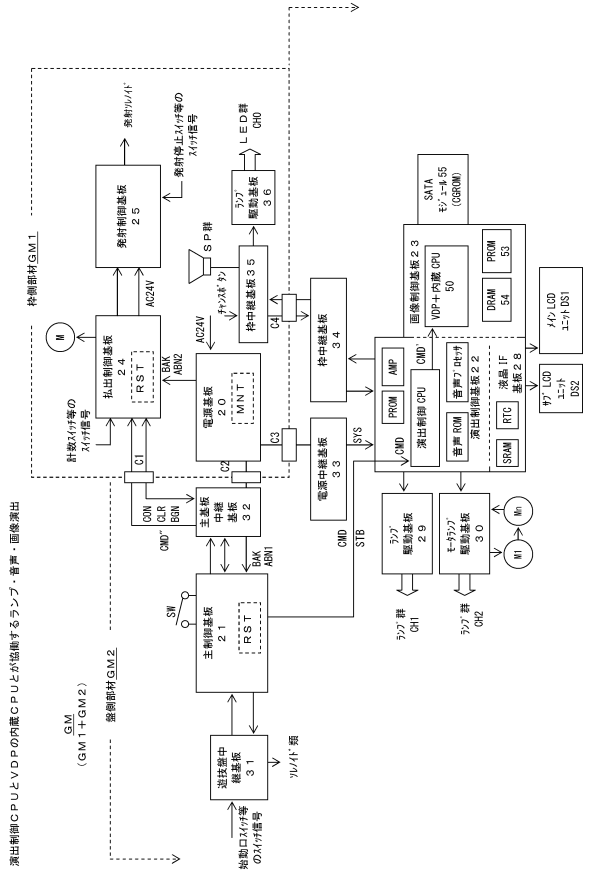 演出制御CPUとVDPの内蔵CPUとが協働するランプ・音声・画像演出
GM
(GM1+GM2)
盤側部材GM2
枠側部材GM1
始動口スイッチ等
のスイッチ信号
遊技盤中
継基板
31
ソレノイド類
SW
主制御基板
21
RST
BAK
ABN1
主基板
中継
基板
32
CMD"
CON
CLR
BGN
C1
C2
計数スイッチ等の
スイッチ信号
M
払出制御基板
24
RST
BAK
ABN2
AC24V
発射制御基板
25
発射ソレノイド
発射停止スイッチ等の
スイッチ信号
電源基板
20
MNT
AC24V
チャンスボタン
SP群
枠中継基板35
ランプ
駆動基板
36
LED群
CH0
C3
C4
電源中継基板
33
枠中継基板
34
CMD
STB
SYS
CMD
PROM
AMP
演出制御CPU
CMD'
音声ROM
音声プロセッサ
演出制御基板22
SRAM
RTC
液晶IF
基板28
画像制御基板23
VDP+内蔵CPU
50
DRAM
54
PROM
53
SATA
モジュール55
(CGROM)
ランプ
駆動基板
29
ランプ群
CH1
モータランプ
駆動基板
30
ランプ群
CH2
M1
Mn
サブLCD
ユニット
DS2
メインLCD
ユニットDS1